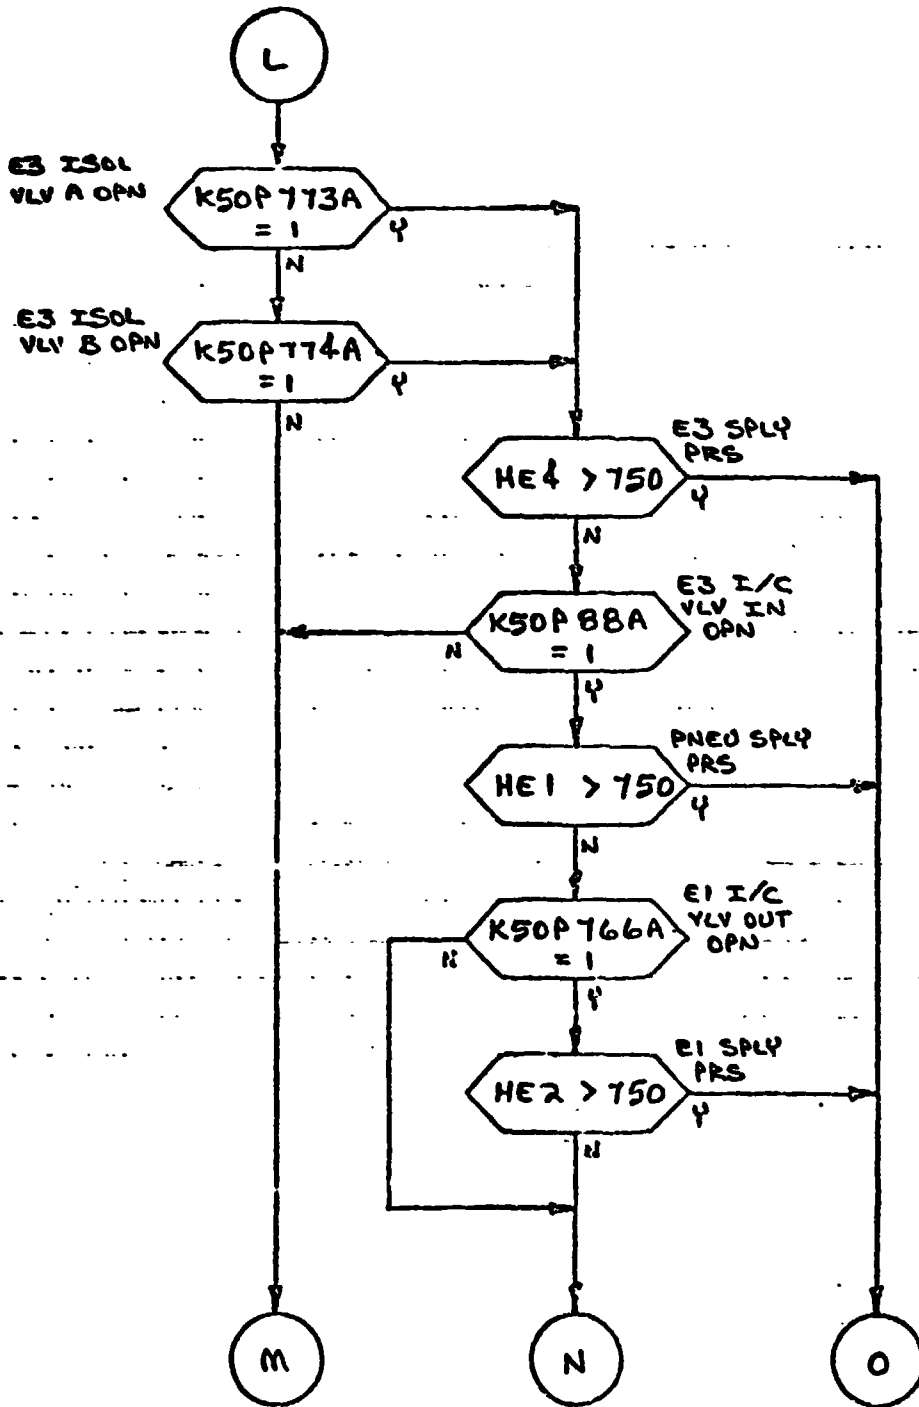 L
E3 ISOL
VLV A OPN
K50P773A
= 1
Y
N
E3 ISOL
VLV B OPN
K50P774A
= 1
Y
N
E3 SPLY
PRS
HE4 > 750
Y
N
E3 I/C
VLV IN
OPN
K50P88A
= 1
N
Y
PNEU SPLY
PRS
HE1 > 750
Y
N
E1 I/C
VLV OUT
OPN
K50P766A
= 1
N
Y
E1 SPLY
PRS
HE2 > 750
Y
N
M
N
O